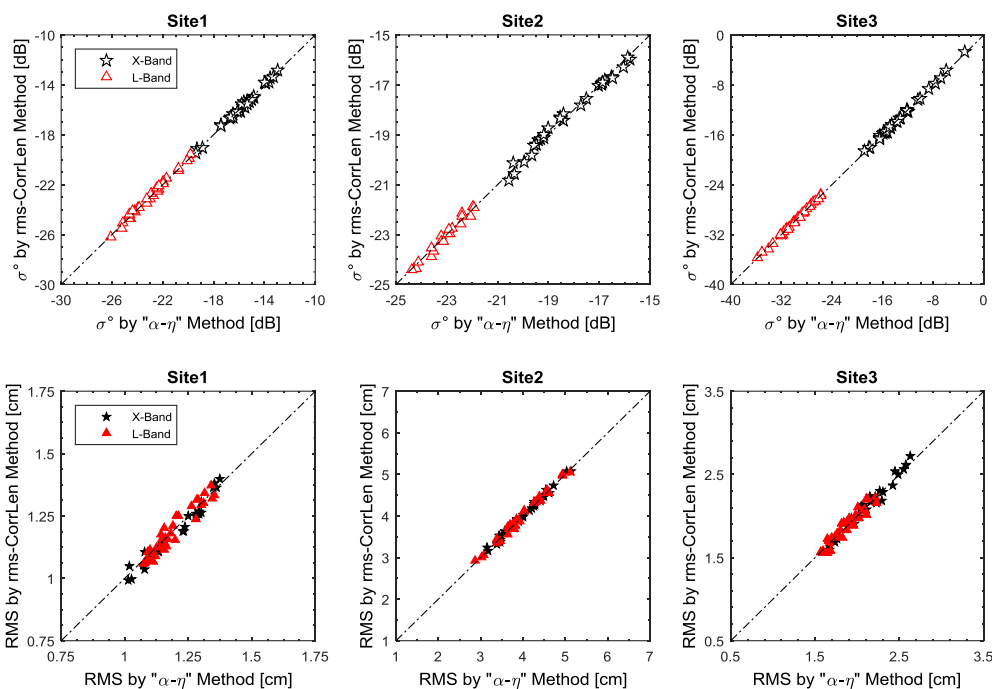 Site1
Site2
Site3
σ° by rms-CorrLen Method [dB]
-10
-14
-18
-22
-26
-30
X-Band
L-Band
-30 -26 -22 -18 -14 -10
σ° by "α-η" Method [dB]
σ° by rms-CorrLen Method [dB]
-15
-17
-19
-21
-23
-25
-25 -23 -21 -19 -17 -15
σ° by "α-η" Method [dB]
σ° by rms-CorrLen Method [dB]
0
-8
-16
-24
-32
-40
-40 -32 -24 -16 -8 0
σ° by "α-η" Method [dB]
Site1
Site2
Site3
RMS by rms-CorrLen Method [cm]
1.75
1.5
1.25
1
0.75
X-Band
L-Band
0.75 1 1.25 1.5 1.75
RMS by "α-η" Method [cm]
RMS by rms-CorrLen Method [cm]
7
6
5
4
3
2
1
1 2 3 4 5 6 7
RMS by "α-η" Method [cm]
RMS by rms-CorrLen Method [cm]
3.5
2.5
1.5
0.5
0.5 1.5 2.5 3.5
RMS by "α-η" Method [cm]